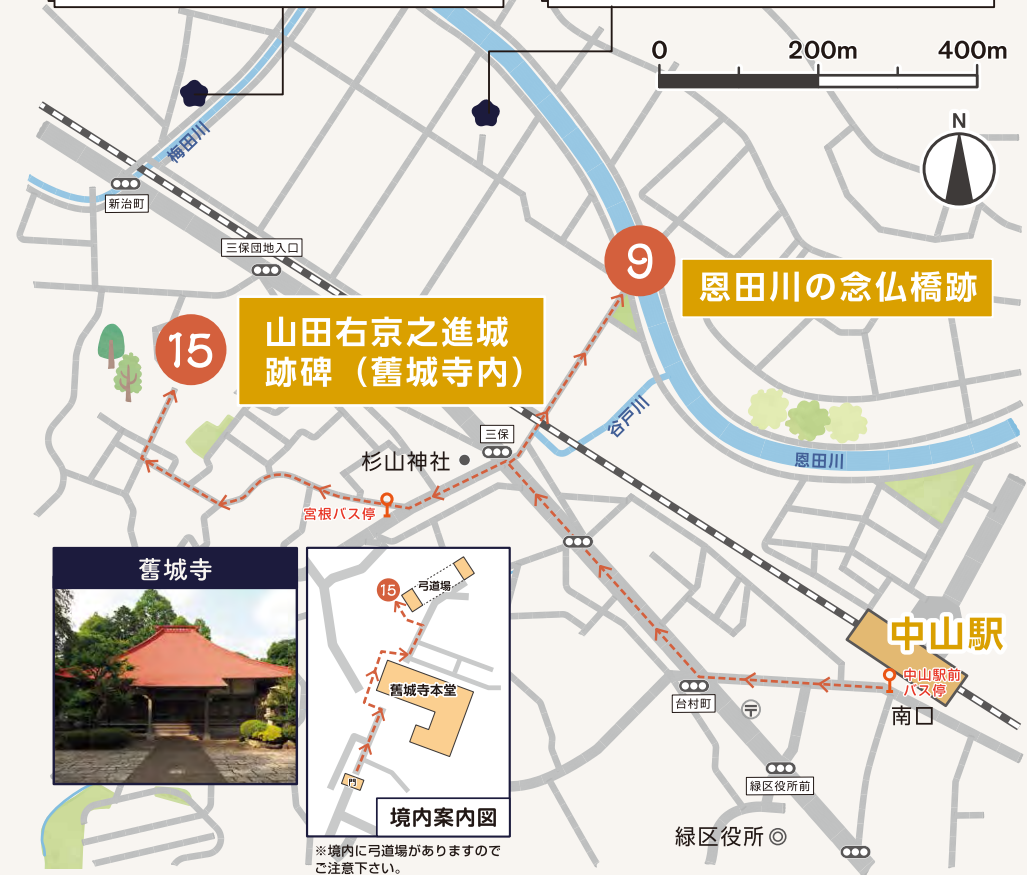 0 200m 400m
N
梅田川
新治町
三保団地入口
9
恩田川の念仏橋跡
15
山田右京之進城
跡碑（舊城寺内）
谷戸川
三保
杉山神社
恩田川
宮根バス停
舊城寺
15
弓道場
舊城寺本堂
門
境内案内図
※境内に弓道場がありますので
ご注意下さい。
中山駅
中山駅前
バス停
南口
台村町
〒
緑区役所前
緑区役所